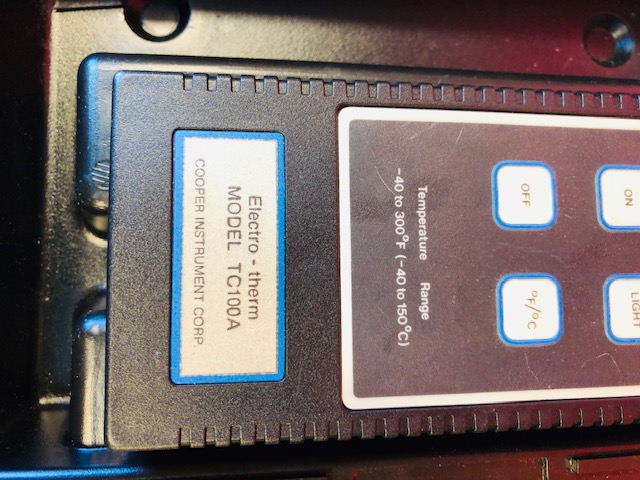 ON
LIGHT
OFF
°F/°C
Temperature Range
-40 to 300°F (-40 to 150°C)
Electro - therm
MODEL TC100A
COOPER INSTRUMENT CORP.